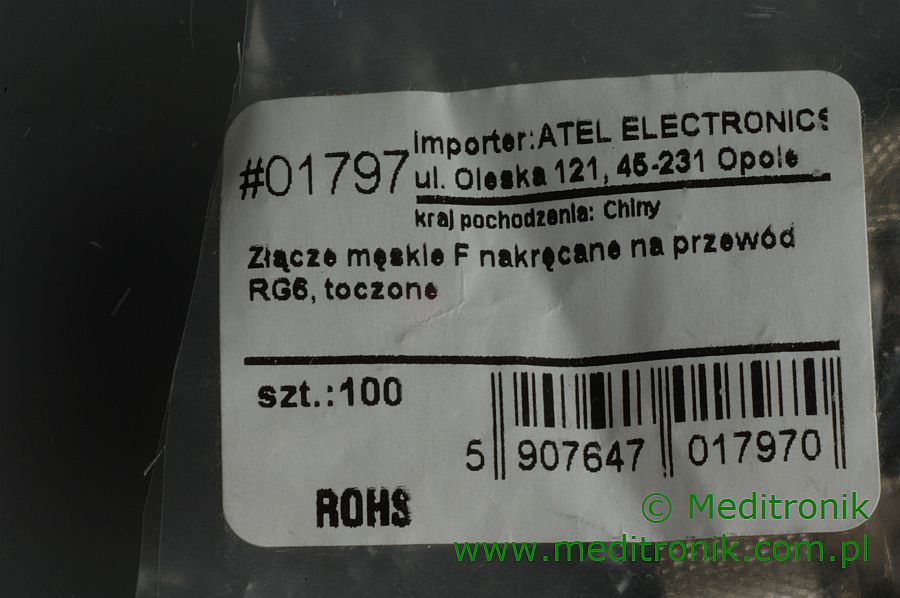 #01797
Importer:ATEL ELECTRONICS
ul. Oleska 121, 45-231 Opole
kraj pochodzenia: Chiny
Złącze męskie F nakręcane na przewód
RG6, toczone
szt.:100
5 907647 017970
ROHS
© Meditronik
www.meditronik.com.pl